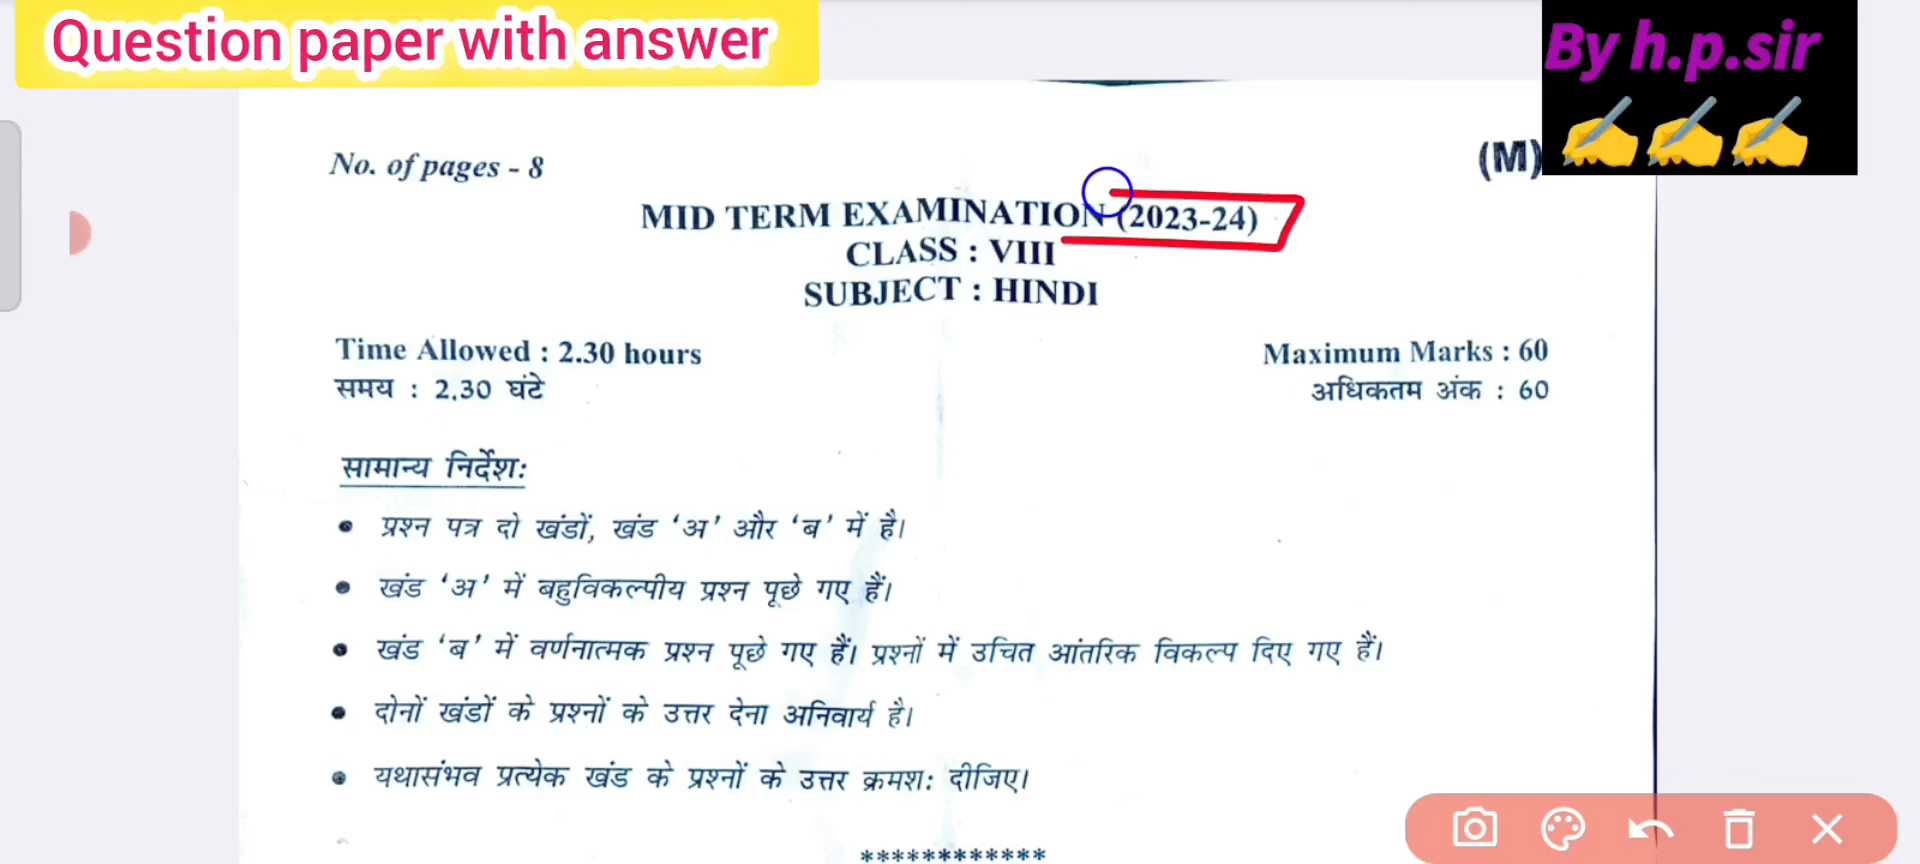 Question paper with answer
By h.p.sir
No. of pages - 8
(M)
MID TERM EXAMINATION (2023-24)
CLASS : VIII
SUBJECT : HINDI
Time Allowed : 2.30 hours
Maximum Marks : 60
समय : 2.30 घंटे
अधिकतम अंक : 60
सामान्य निर्देश:
• प्रश्न पत्र दो खंडों, खंड ‘अ’ और ‘ब’ में है।
• खंड ‘अ’ में बहुविकल्पीय प्रश्न पूछे गए हैं।
• खंड ‘ब’ में वर्णनात्मक प्रश्न पूछे गए हैं। प्रश्नों में उचित आंतरिक विकल्प दिए गए हैं।
• दोनों खंडों के प्रश्नों के उत्तर देना अनिवार्य है।
• यथासंभव प्रत्येक खंड के प्रश्नों के उत्तर क्रमश: दीजिए।
************